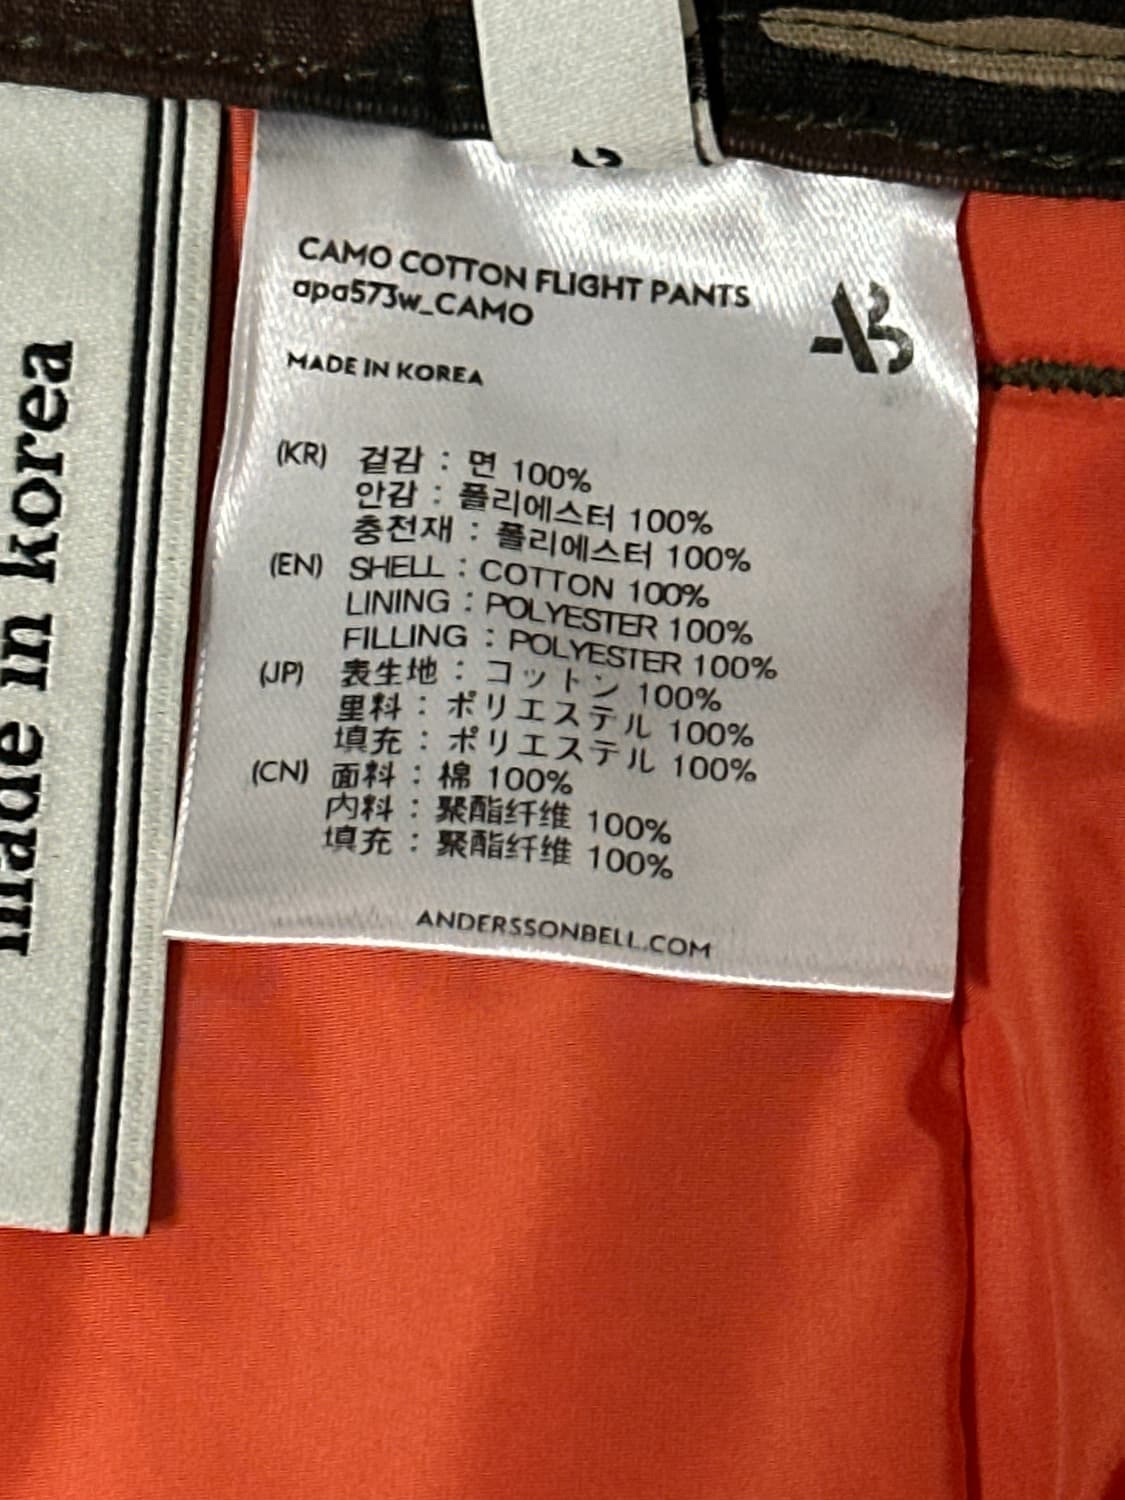 CAMO COTTON FLIGHT PANTS
apa573w_CAMO
AB
MADE IN KOREA
(KR) 겉감 : 면 100%
안감 : 폴리에스터 100%
충전재 : 폴리에스터 100%
(EN) SHELL : COTTON 100%
LINING : POLYESTER 100%
FILLING : POLYESTER 100%
(JP) 表生地 : コットン 100%
里料 : ポリエステル 100%
填充 : ポリエステル 100%
(CN) 面料 : 棉 100%
内料 : 聚酯纤维 100%
填充 : 聚酯纤维 100%
ANDERSSONBELL.COM
made in korea